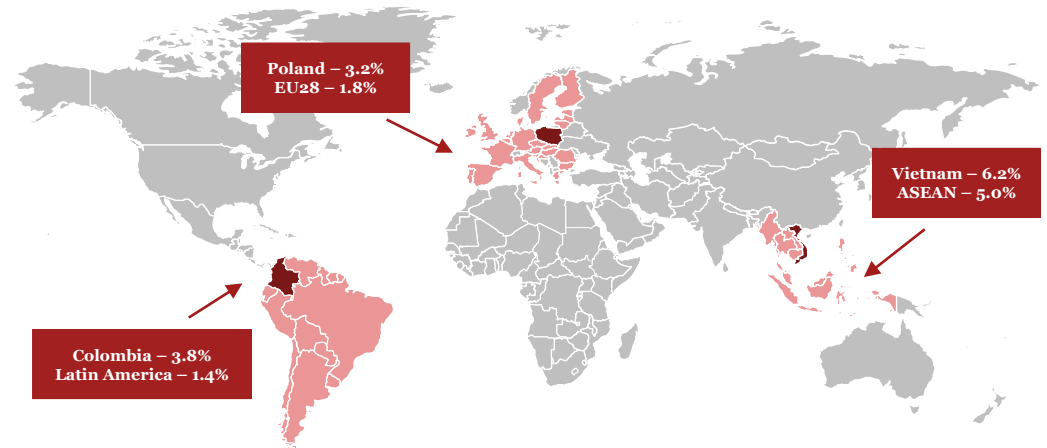 Poland – 3.2%
EU28 – 1.8%
Vietnam – 6.2%
ASEAN – 5.0%
Colombia – 3.8%
Latin America – 1.4%